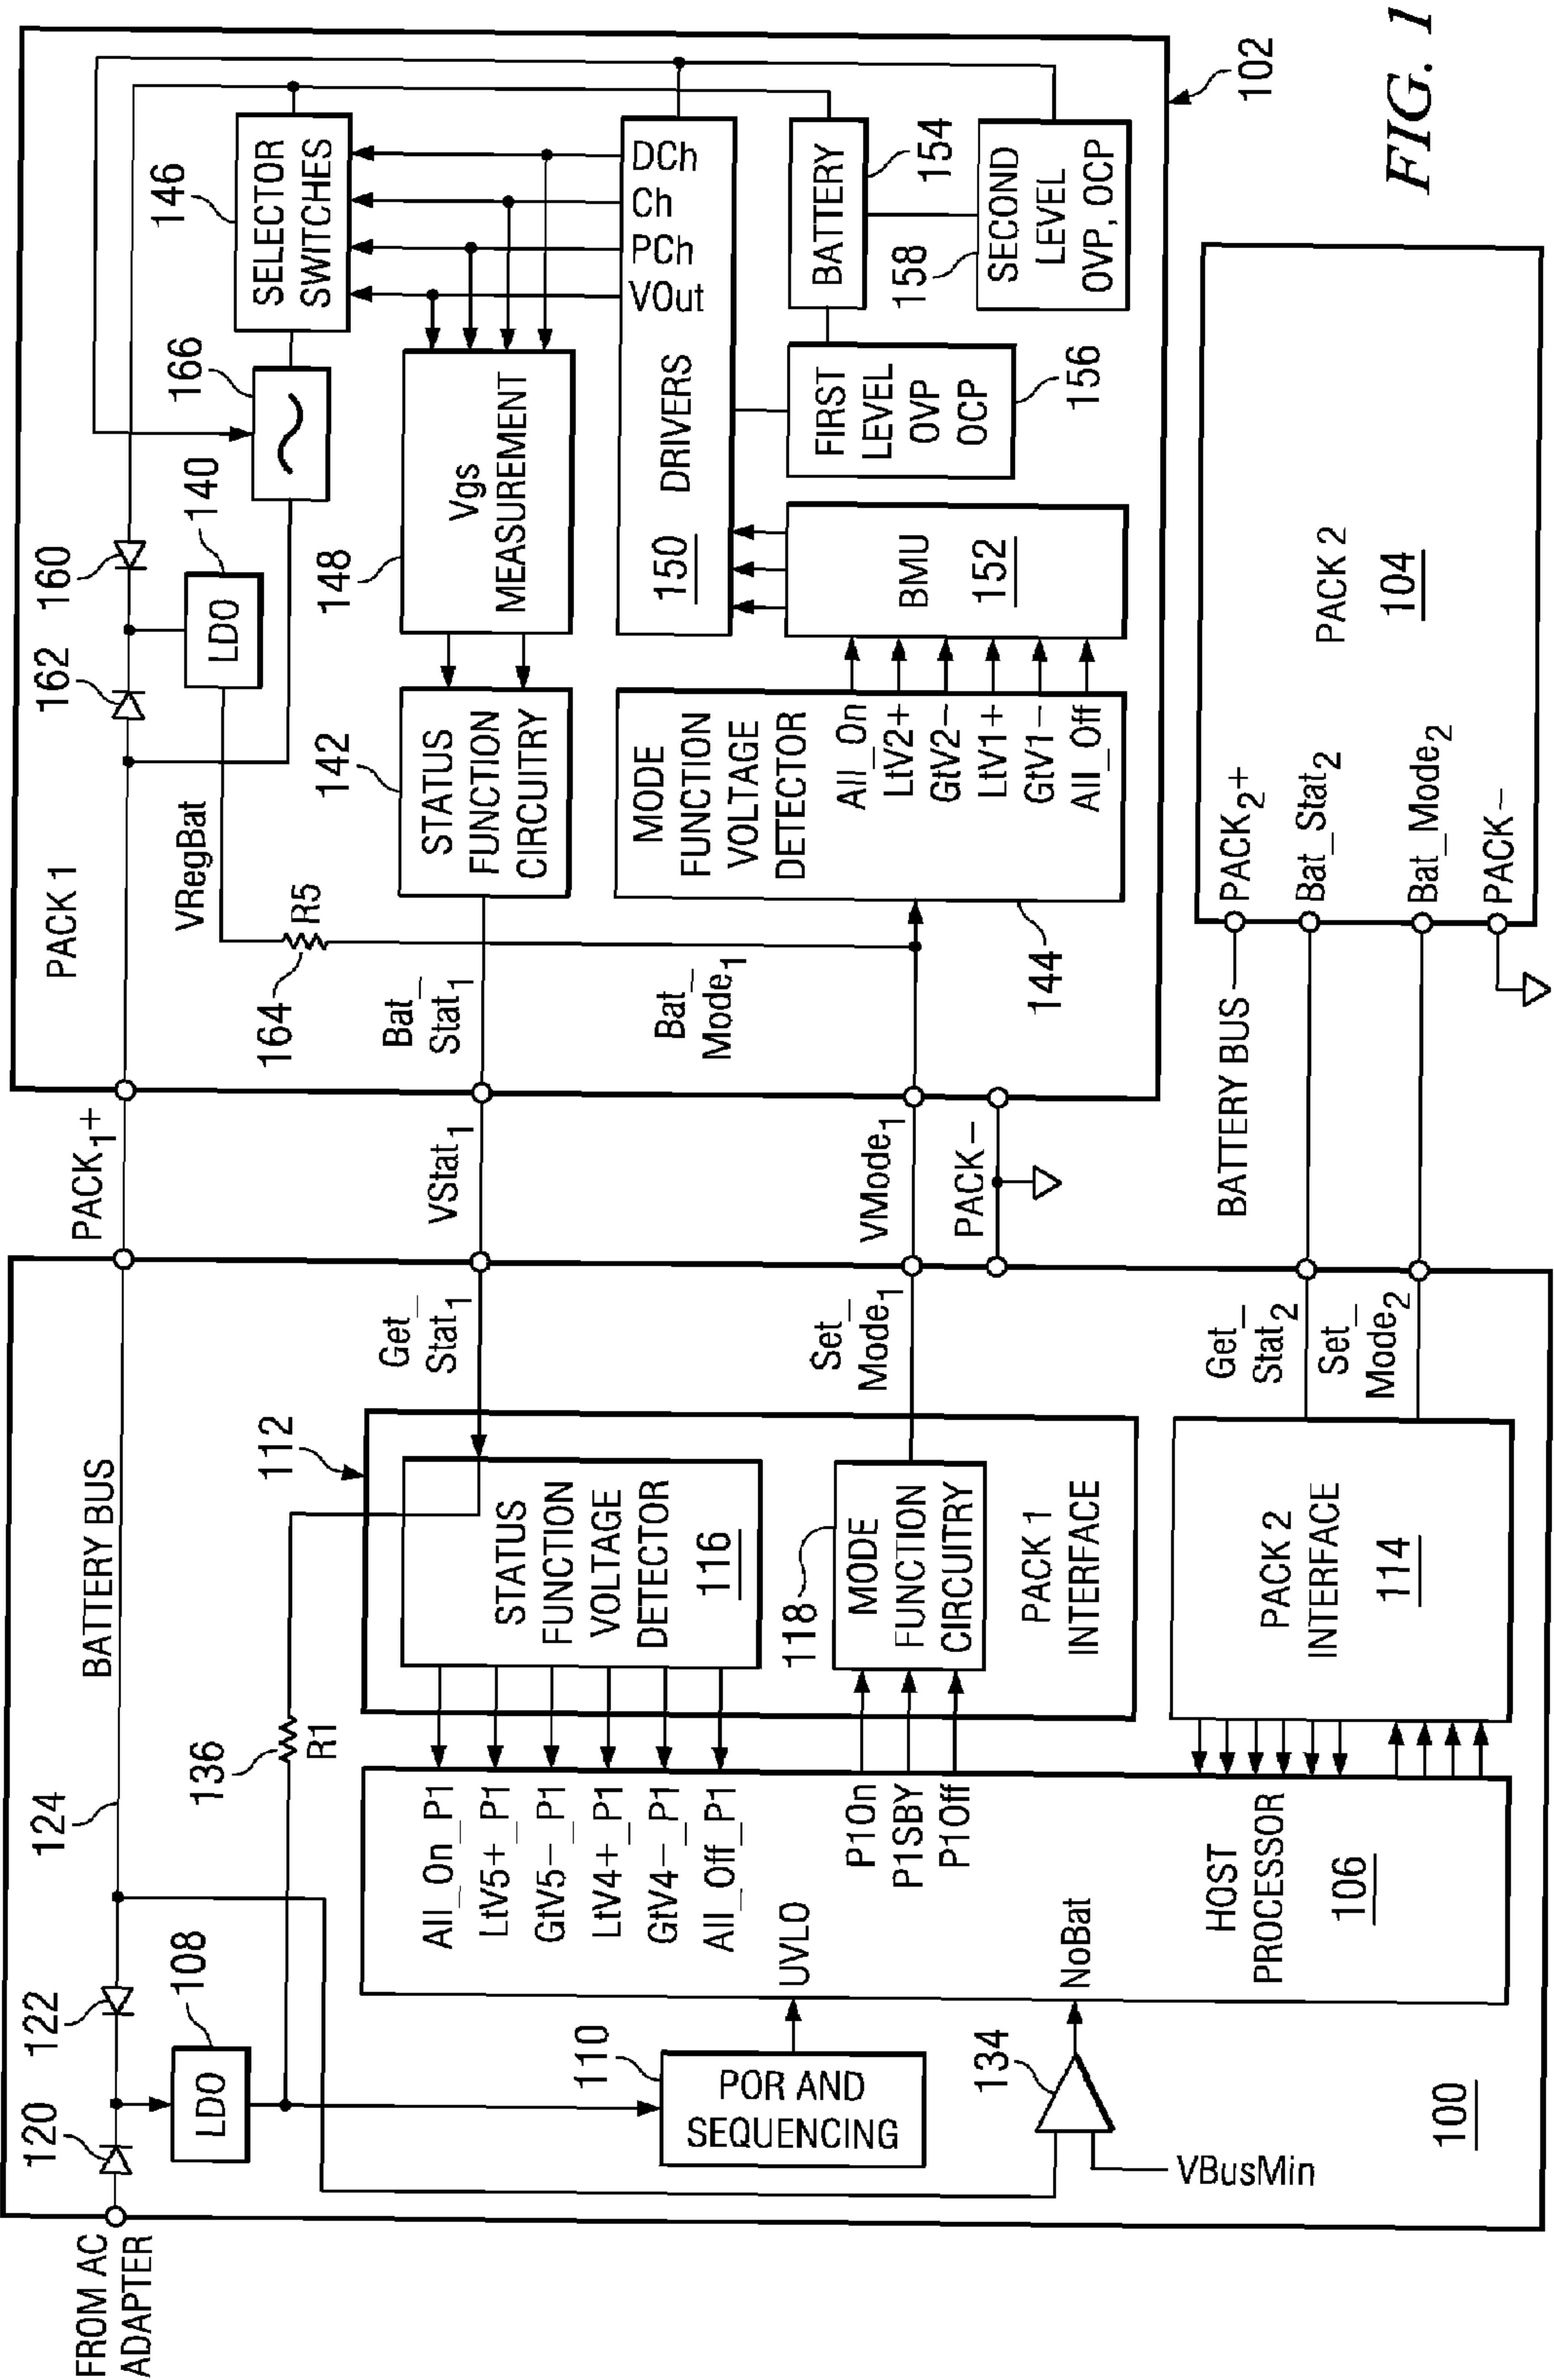 FROM AC
ADAPTER
120
122
124
BATTERY BUS
LDO
108
136
R1
110
POR AND
SEQUENCING
134
VBusMin
100
UVLO
NoBat
All_On_P1
LtV5+_P1
GtV5-_P1
LtV4+_P1
GtV4-_P1
All_Off_P1
P1On
P1SBY
P1Off
HOST
PROCESSOR
106
112
STATUS
FUNCTION
VOLTAGE
DETECTOR
116
118
MODE
FUNCTION
CIRCUITRY
PACK 1
INTERFACE
PACK 2
INTERFACE
114
Get_
Stat1
Set_
Mode1
Get_
Stat2
Set_
Mode2
PACK1+
VStat1
VMode1
PACK-
BATTERY BUS
PACK 1
VRegBat
164
R5
Bat_
Stat1
Bat_
Mode1
162
160
LDO
140
166
146
SELECTOR
SWITCHES
142
STATUS
FUNCTION
CIRCUITRY
148
Vgs
MEASUREMENT
144
MODE
FUNCTION
VOLTAGE
DETECTOR
All_On
LtV2+
GtV2-
LtV1+
GtV1-
All_Off
150
DRIVERS
VOut
PCh
Ch
DCh
BMU
152
FIRST
LEVEL
OVP
OCP
156
BATTERY
154
158
SECOND
LEVEL
OVP, OCP
102
PACK2+
Bat_Stat2
Bat_Mode2
PACK-
PACK 2
104
FIG. 1